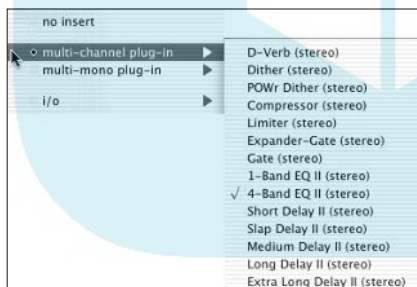 no insert
multi-channel plug-in
multi-mono plug-in
i/o
D-Verb (stereo)
Dither (stereo)
POWr Dither (stereo)
Compressor (stereo)
Limiter (stereo)
Expander-Gate (stereo)
Gate (stereo)
1-Band EQ II (stereo)
✓ 4-Band EQ II (stereo)
Short Delay II (stereo)
Slap Delay II (stereo)
Medium Delay II (stereo)
Long Delay II (stereo)
Extra Long Delay II (stereo)